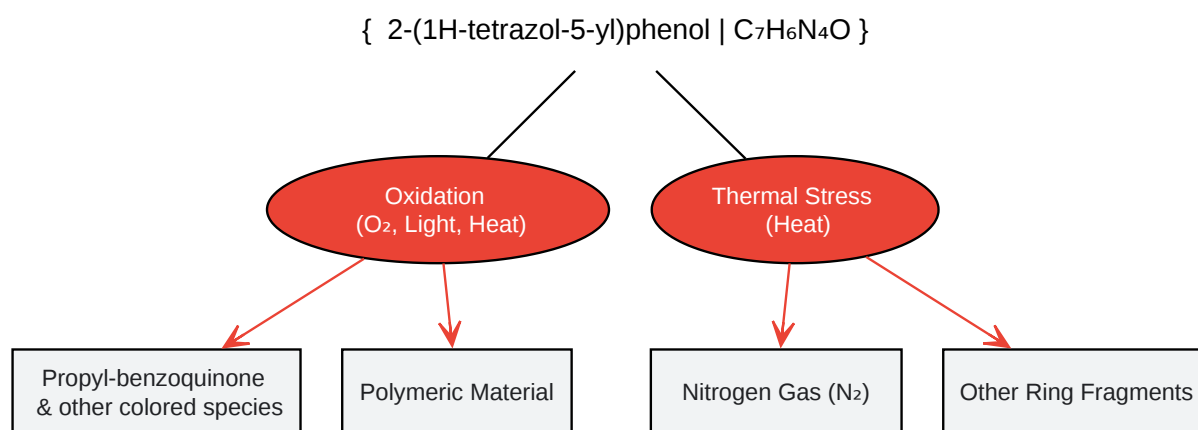 { 2-(1H-tetrazol-5-yl)phenol | C₇H₆N₄O }
Oxidation
(O₂, Light, Heat)
Thermal Stress
(Heat)
Propyl-benzoquinone
& other colored species
Polymeric Material
Nitrogen Gas (N₂)
Other Ring Fragments